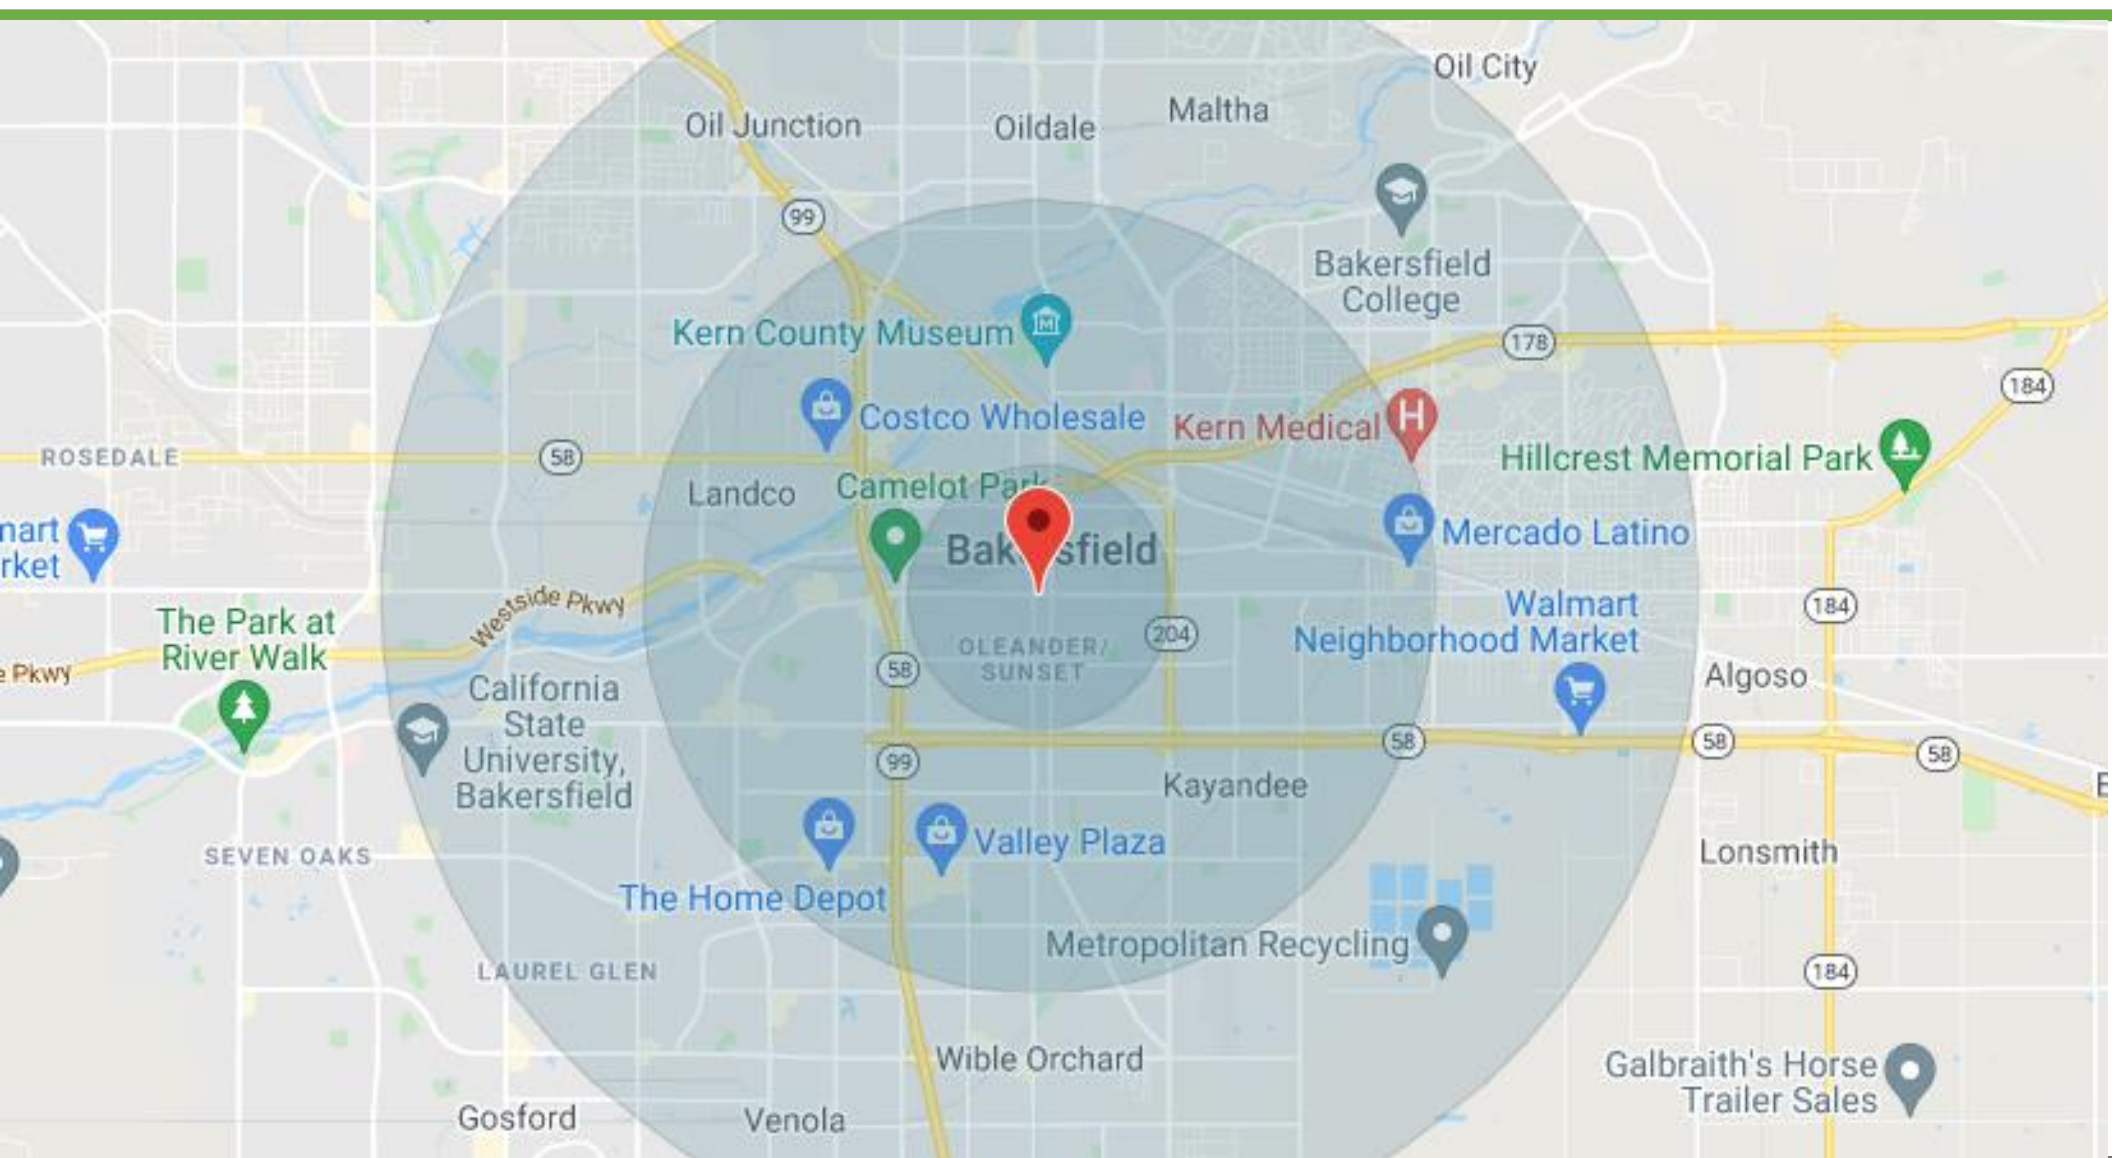 Oil City
Maltha
Oil Junction
Oildale
99
Bakersfield
College
Kern County Museum
178
184
Costco Wholesale
Kern Medical
H
ROSEDALE
58
Hillcrest Memorial Park
Landco
Camelot Park
mart
rket
Mercado Latino
Westside Pkwy
Walmart
Neighborhood Market
184
The Park at
River Walk
204
OLEANDER/
SUNSET
e Pkwy
58
Algoso
California
State
University,
Bakersfield
58
58
58
99
Kayandee
Valley Plaza
Lonsmith
SEVEN OAKS
The Home Depot
Metropolitan Recycling
LAUREL GLEN
184
Wible Orchard
Galbraith's Horse
Trailer Sales
Gosford
Venola